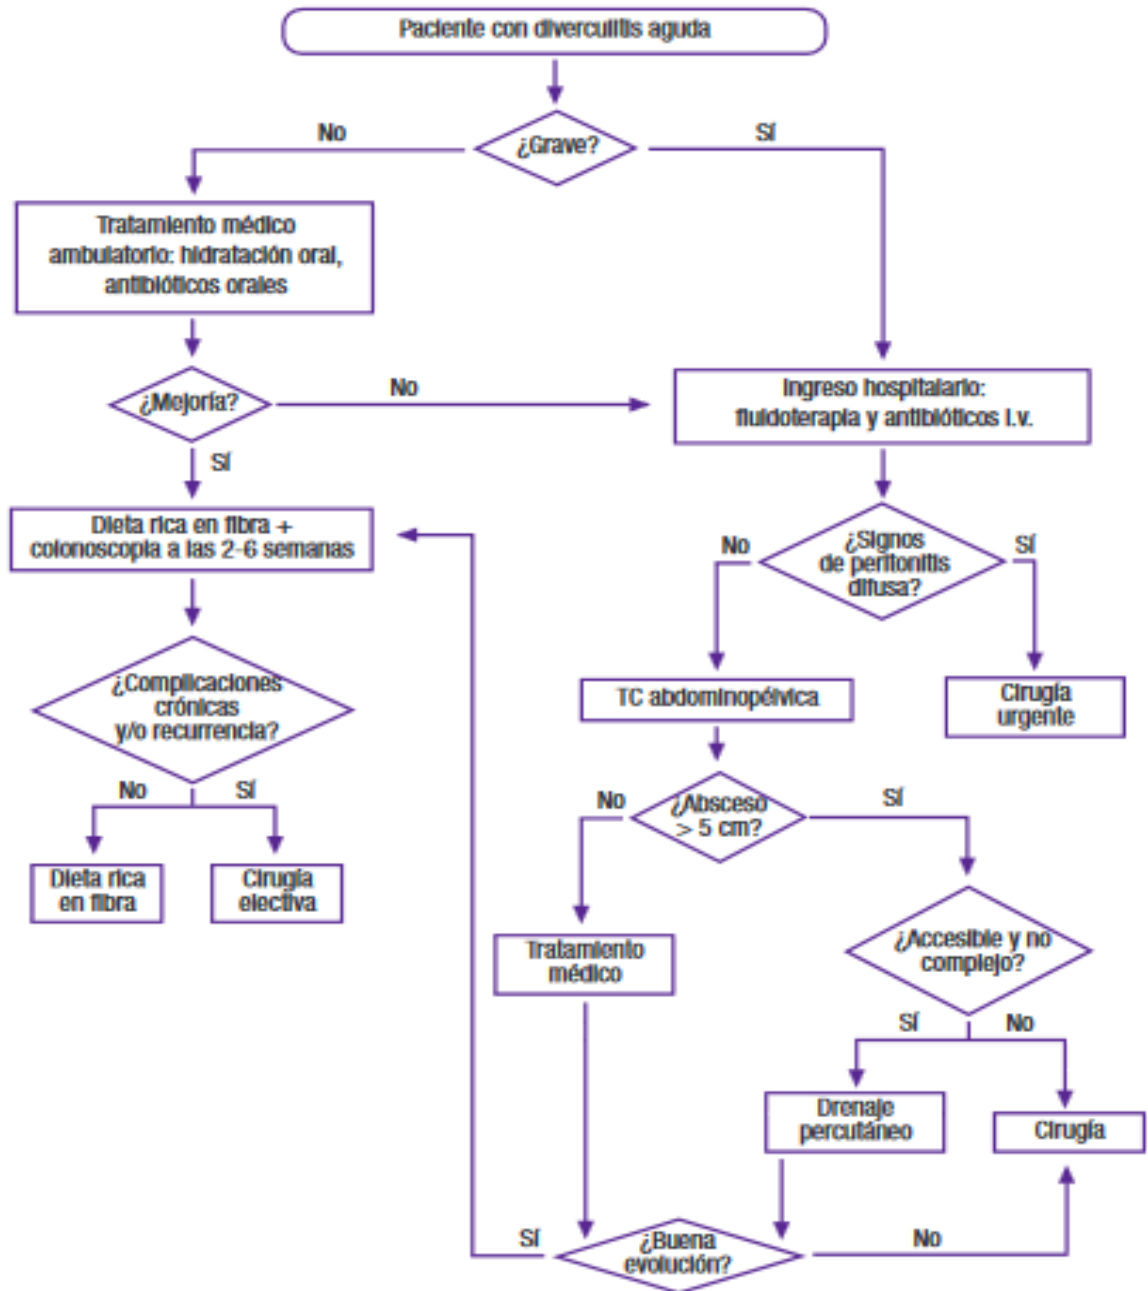 Paciente con diverculitis aguda
¿Grave?
No
Sí
Tratamiento médico
ambulatorio: hidratación oral,
antibióticos orales
¿Mejoría?
No
Sí
Ingreso hospitalario:
fluidoterapia y antibióticos i.v.
Dieta rica en fibra +
colonoscopia a las 2-6 semanas
¿Signos
de peritonitis
difusa?
No
Sí
¿Complicaciones
crónicas
y/o recurrencia?
No
Sí
TC abdominopélvica
Cirugía
urgente
¿Absceso
> 5 cm?
No
Sí
Dieta rica
en fibra
Cirugía
electiva
Tratamiento
médico
¿Accesible y no
complejo?
Sí
No
Drenaje
percutáneo
Cirugía
¿Buena
evolución?
Sí
No